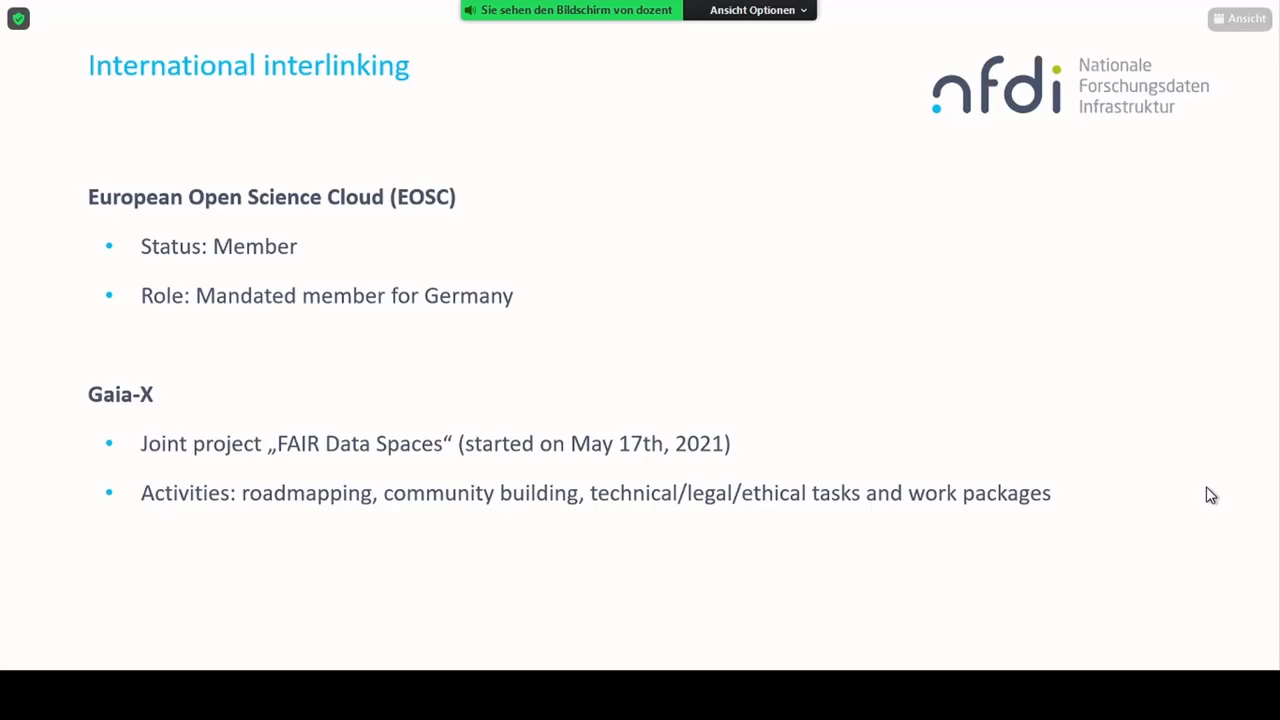 Sie sehen den Bildschirm von dozent
Ansicht Optionen
Ansicht
International interlinking
nfdi
Nationale
Forschungsdaten
Infrastruktur
European Open Science Cloud (EOSC)
• Status: Member
• Role: Mandated member for Germany
Gaia-X
• Joint project „FAIR Data Spaces“ (started on May 17th, 2021)
• Activities: roadmapping, community building, technical/legal/ethical tasks and work packages